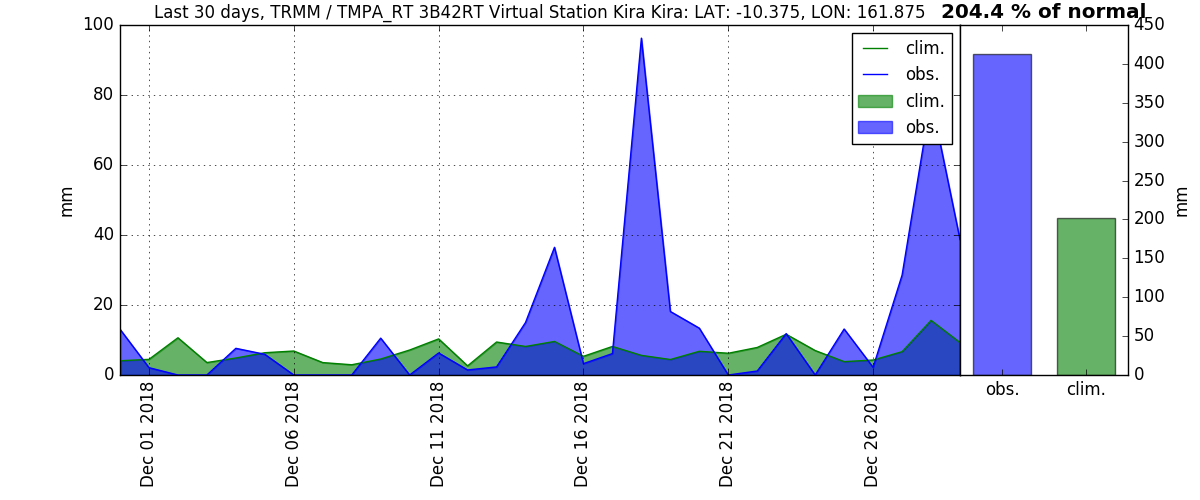 Last 30 days, TRMM / TMPA_RT 3B42RT Virtual Station Kira Kira: LAT: -10.375, LON: 161.875 204.4 % of normal
100
80
60
40
20
0
mm
clim.
obs.
clim.
obs.
450
400
350
300
250
200
150
100
50
0
mm
Dec 01 2018
Dec 06 2018
Dec 11 2018
Dec 16 2018
Dec 21 2018
Dec 26 2018
obs. clim.